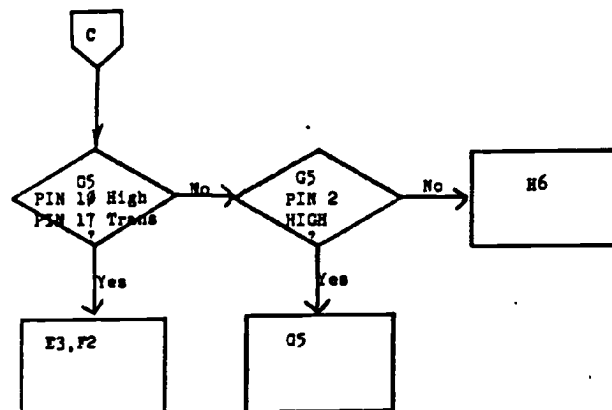 C
G5
PIN 10 High
PIN 17 Trans
?
No
G5
PIN 2
HIGH
?
No
H6
Yes
Yes
E3,F2
G5